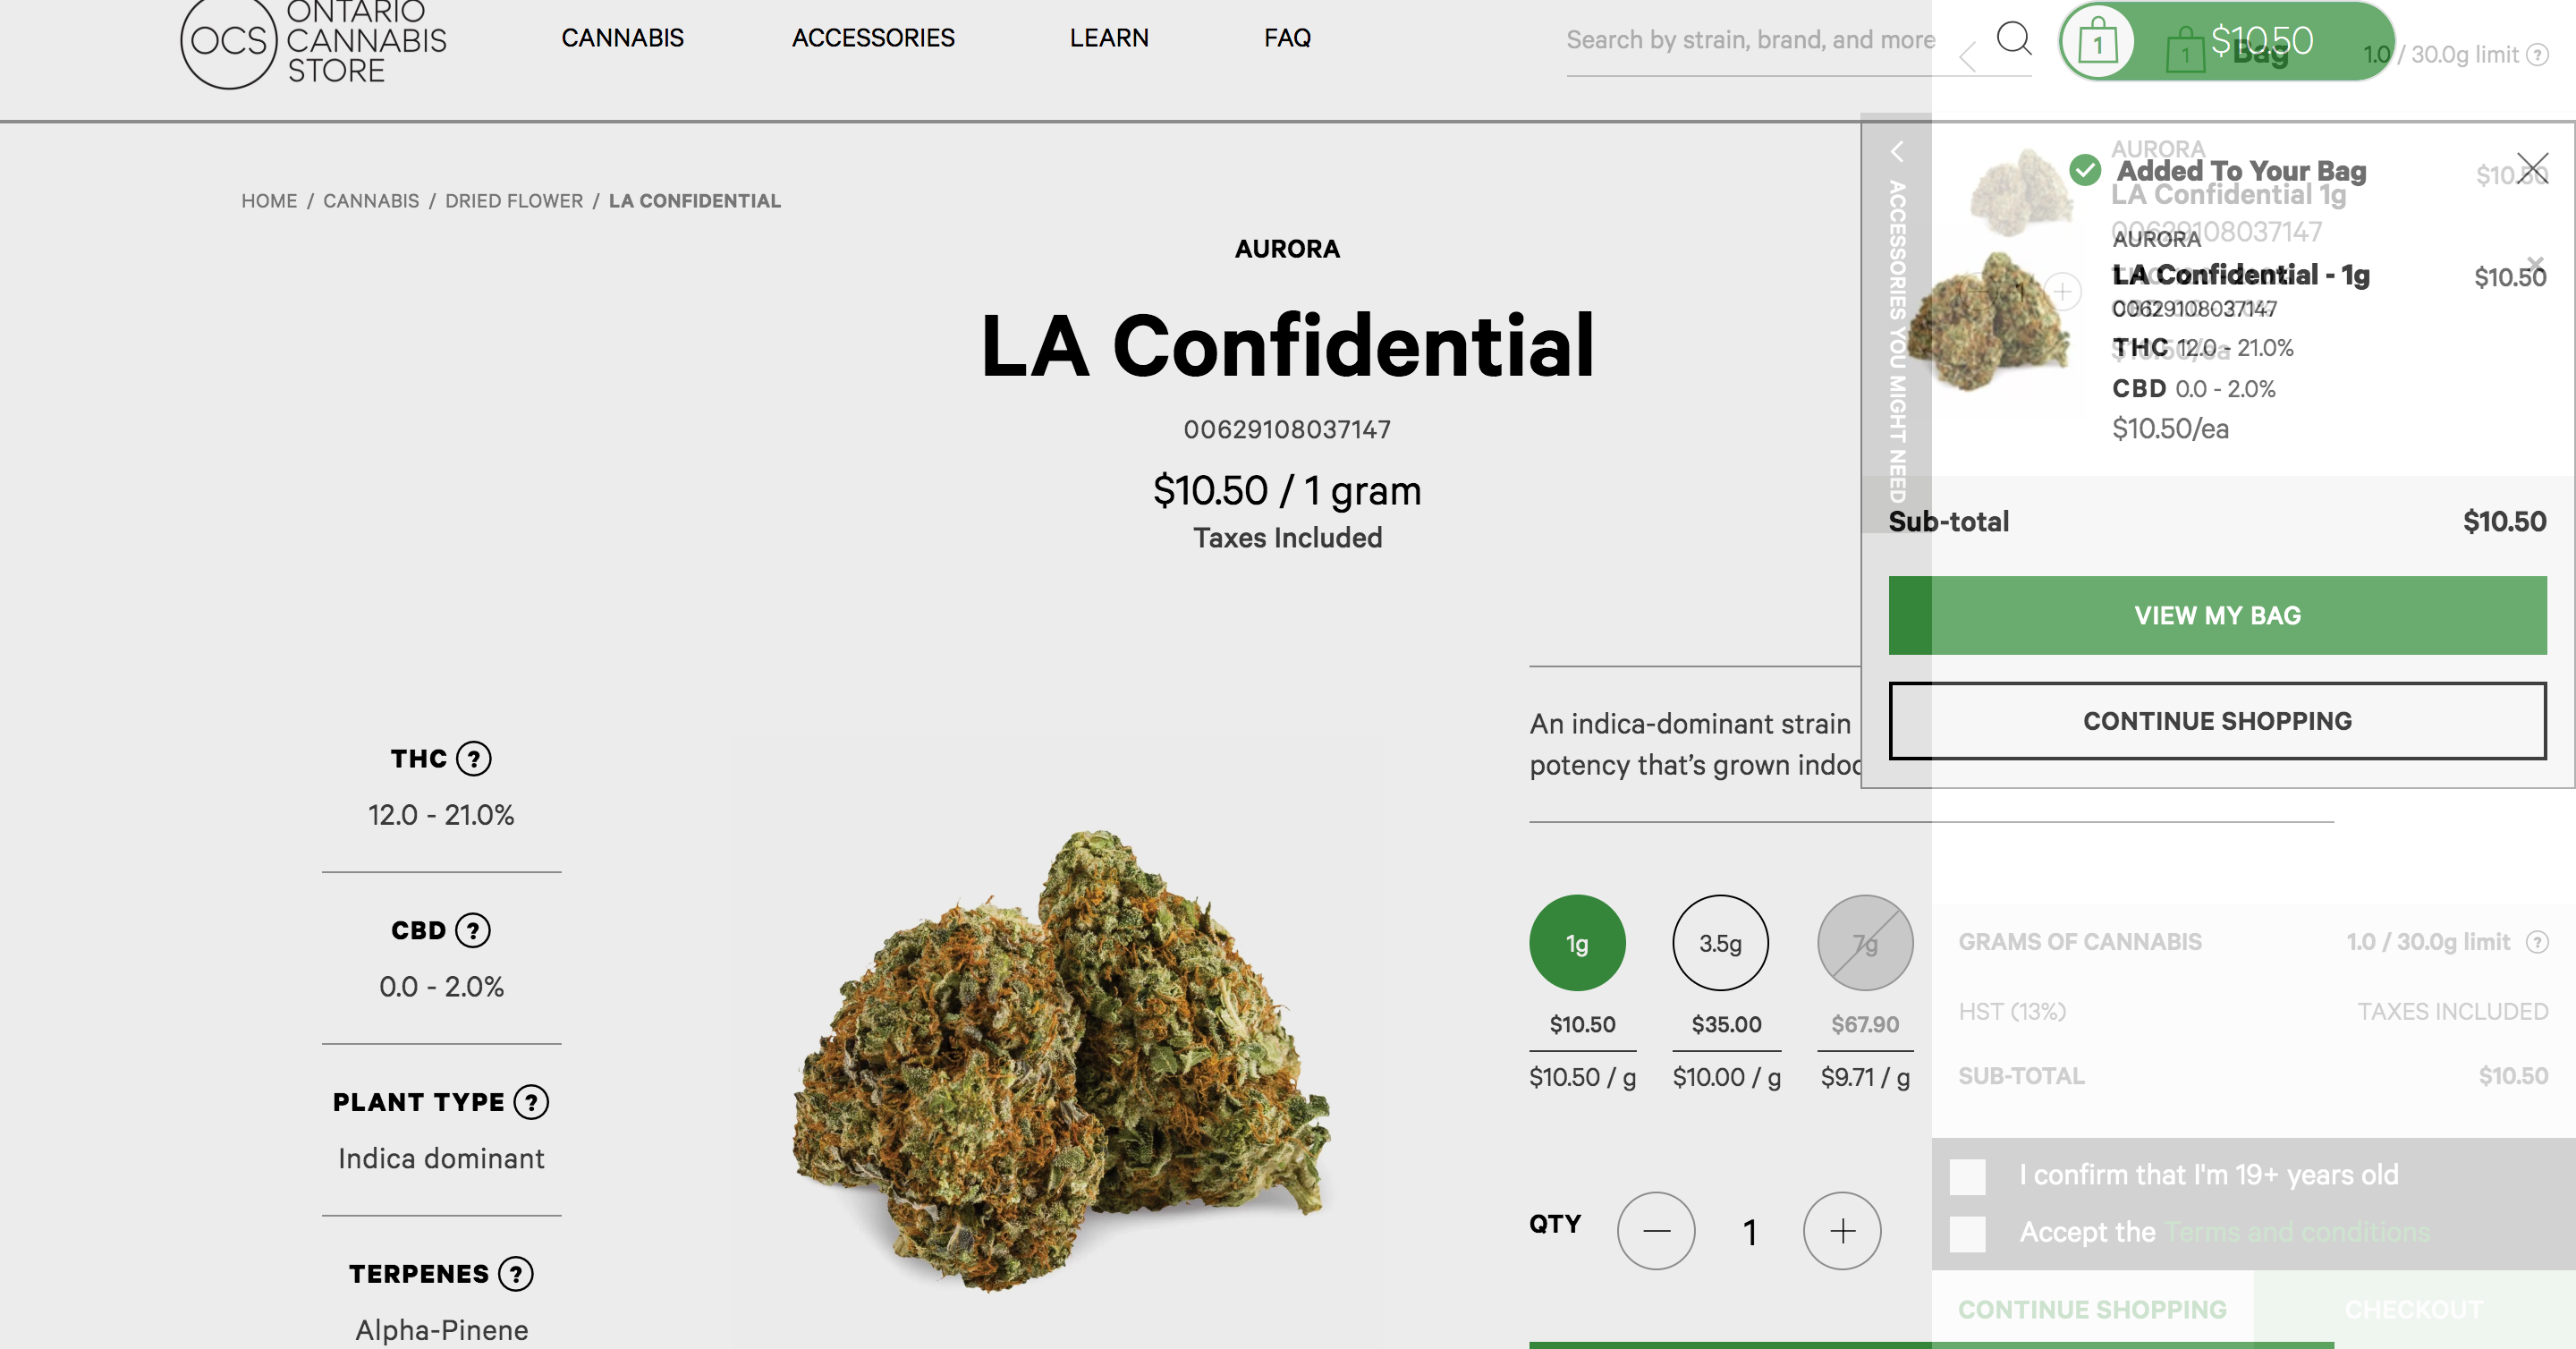 OCS
ONTARIO
CANNABIS
STORE
CANNABIS
ACCESSORIES
LEARN
FAQ
Search by strain, brand, and more
1
$10.50
1
Bag
1.0 / 30.0g limit ?
HOME / CANNABIS / DRIED FLOWER / LA CONFIDENTIAL
AURORA
LA Confidential
00629108037147
$10.50 / 1 gram
Taxes Included
THC ?
12.0 - 21.0%
CBD ?
0.0 - 2.0%
PLANT TYPE ?
Indica dominant
TERPENES ?
Alpha-Pinene
An indica-dominant strain
potency that's grown
1g
3.5g
7g
$10.50
$35.00
$67.90
$10.50 / g
$10.00 / g
$9.71 / g
QTY
1
ACCESSORIES YOU MIGHT NEED
AURORA
LA Confidential 1g
00629108037147
$10.50
$10.50/ea
Added To Your Bag
AURORA
LA Confidential - 1g
$10.50
00629108037147
THC 12.0 - 21.0%
CBD 0.0 - 2.0%
$10.50/ea
Sub-total
$10.50
VIEW MY BAG
CONTINUE SHOPPING
GRAMS OF CANNABIS
1.0 / 30.0g limit ?
HST (13%)
TAXES INCLUDED
SUB-TOTAL
$10.50
I confirm that I'm 19+ years old
Accept the Terms and conditions
CONTINUE SHOPPING
CHECKOUT